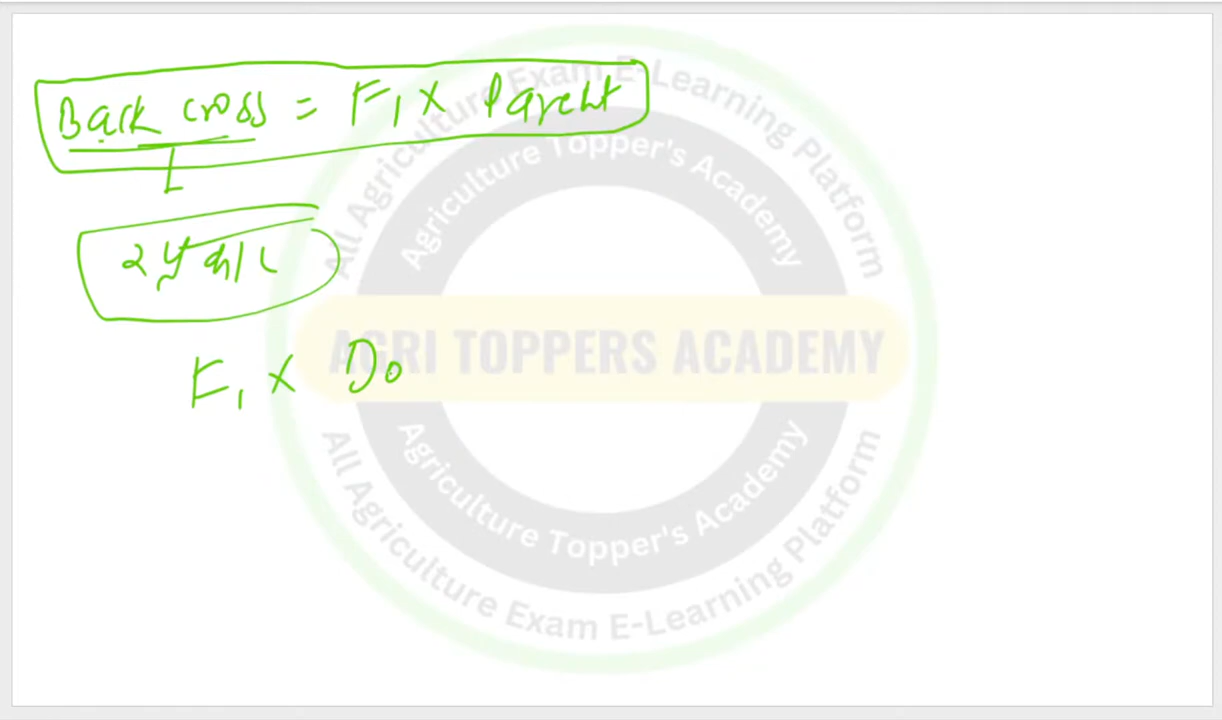 Back cross = F1 X Parent
F1 X Do
All Agriculture Exam E-Learning Platform
Agriculture Topper's Academy
AGRI TOPPERS ACADEMY
Agriculture Topper's Academy
All Agriculture Exam E-Learning Platform